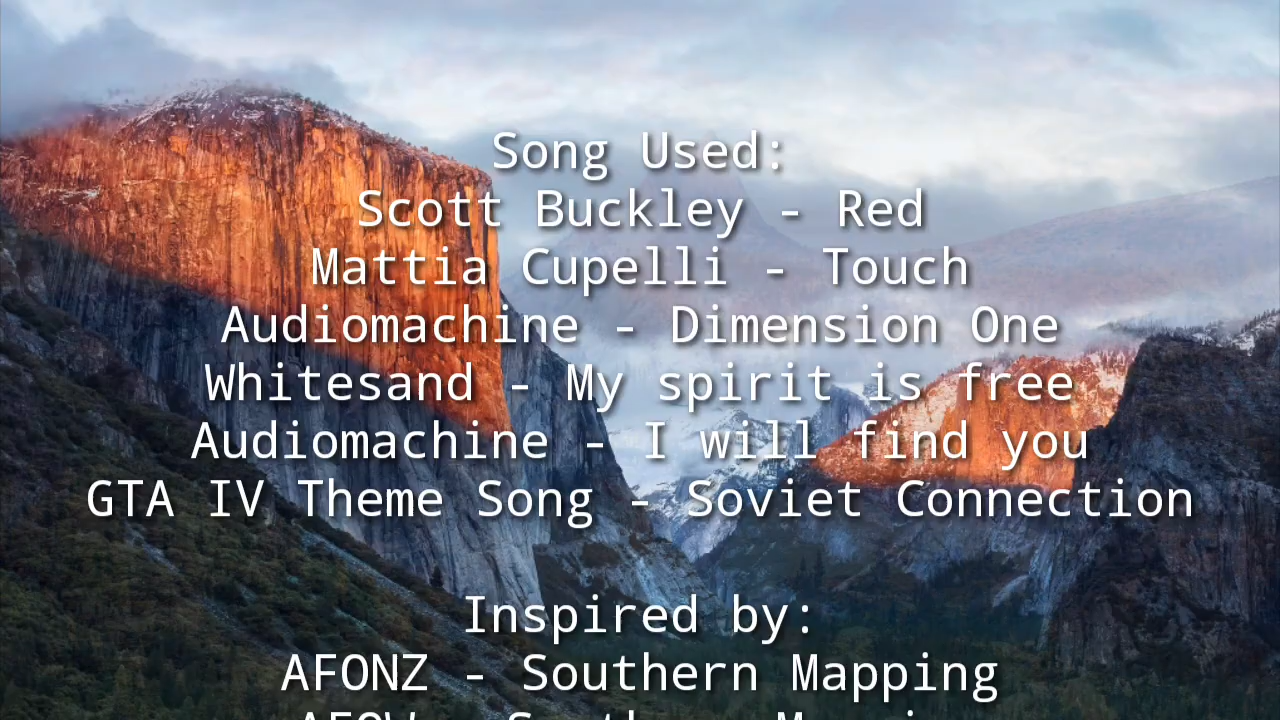 Song Used:
Scott Buckley - Red
Mattia Cupelli - Touch
Audiomachine - Dimension One
Whitesand - My spirit is free
Audiomachine - I will find you
GTA IV Theme Song - Soviet Connection
Inspired by:
AFONZ - Southern Mapping